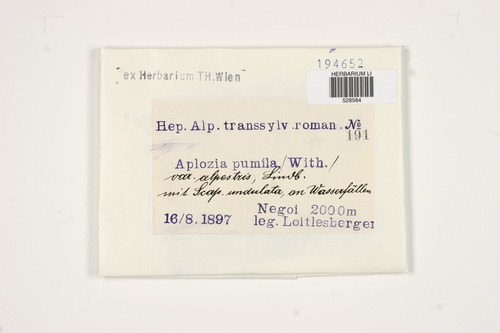 ex Herbarium TH.Wien
194652
HERBARIUM LI
528584
Hep. Alp. transsylv.roman. №
191
Aplozia pumila/With./
var. alpestris, Lindb.
mit Scap. undulata, an Wasserfällen
16/8.1897 Negoi 2000m
leg. Loitlesberger